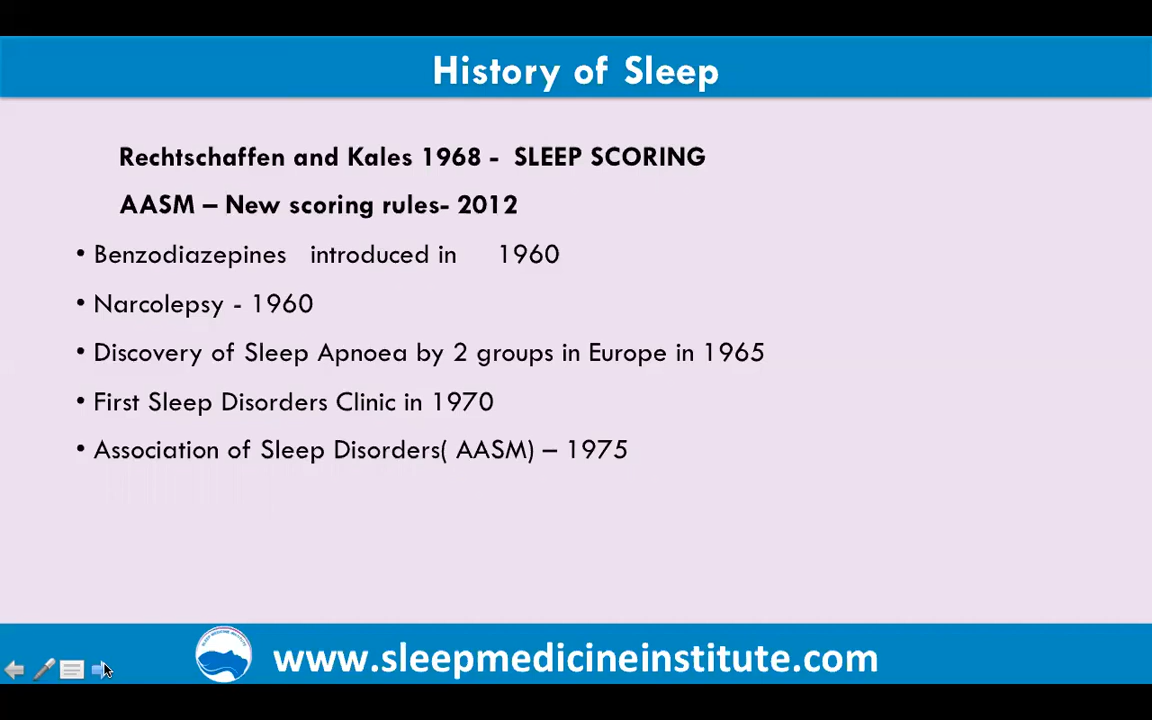 History of Sleep
Rechtschaffen and Kales 1968 - SLEEP SCORING
AASM – New scoring rules- 2012
• Benzodiazepines introduced in 1960
• Narcolepsy - 1960
• Discovery of Sleep Apnoea by 2 groups in Europe in 1965
• First Sleep Disorders Clinic in 1970
• Association of Sleep Disorders( AASM) – 1975
www.sleepmedicineinstitute.com